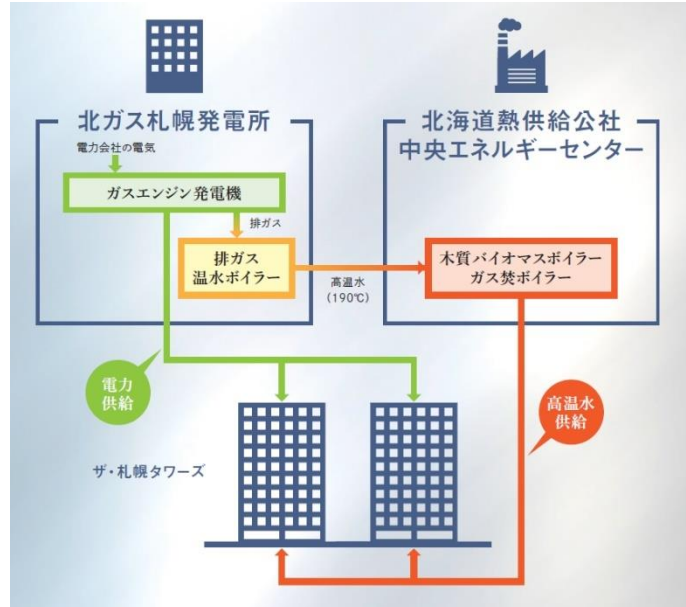 北ガス札幌発電所
電力会社の電気
ガスエンジン発電機
排ガス
排ガス
温水ボイラー
高温水
(190℃)
北海道熱供給公社
中央エネルギーセンター
木質バイオマスボイラー
ガス焚ボイラー
電力
供給
高温水
供給
ザ・札幌タワーズ